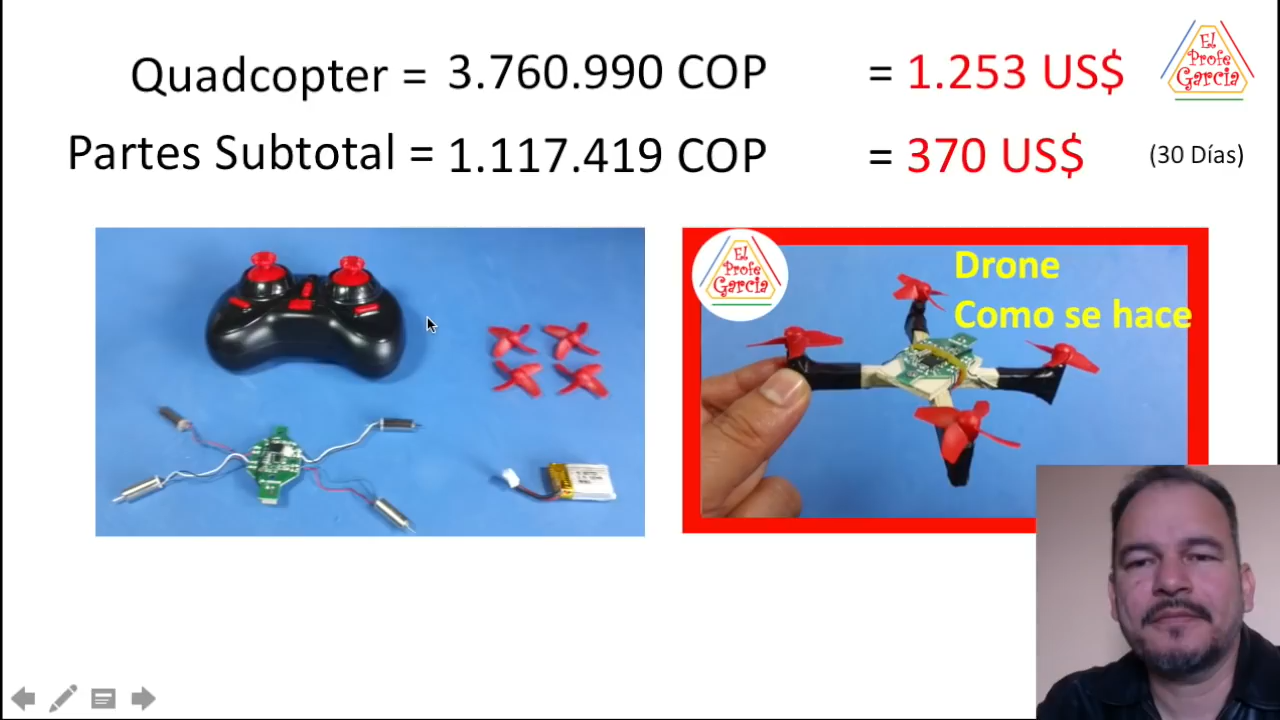 Quadcopter = 3.760.990 COP = 1.253 US$
El
Profe
Garcia
Partes Subtotal = 1.117.419 COP = 370 US$ (30 Días)
El
Profe
Garcia
Drone
Como se hace